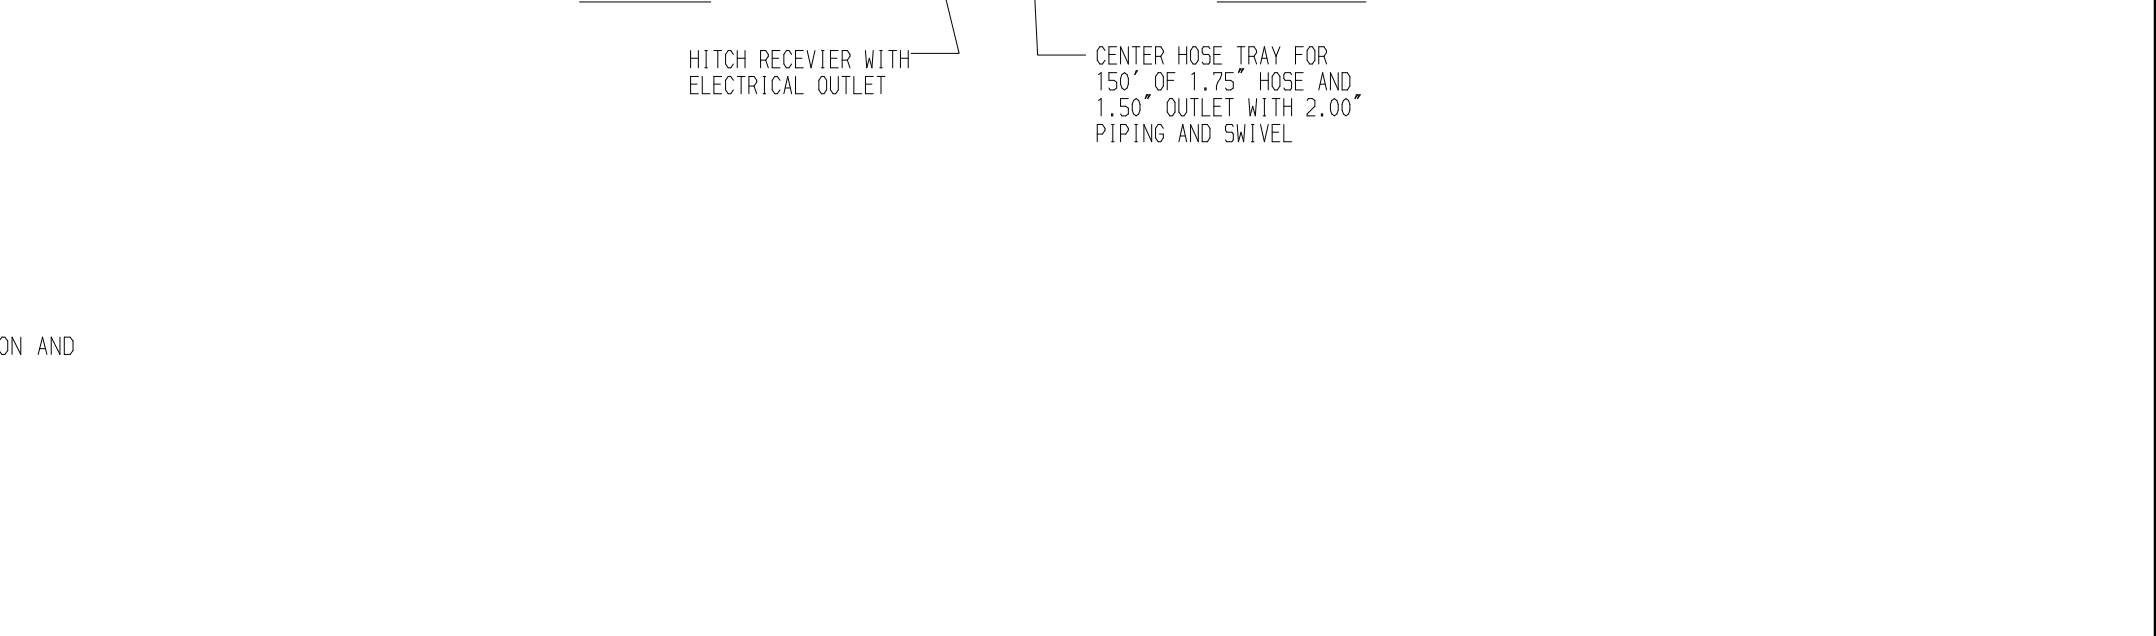 HITCH RECEVIER WITH
ELECTRICAL OUTLET
CENTER HOSE TRAY FOR
150' OF 1.75" HOSE AND
1.50" OUTLET WITH 2.00"
PIPING AND SWIVEL
ON AND